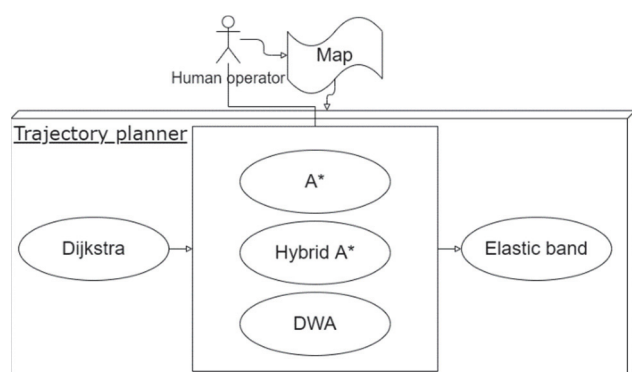 Map
Human operator
Trajectory planner
A*
Dijkstra
Hybrid A*
Elastic band
DWA